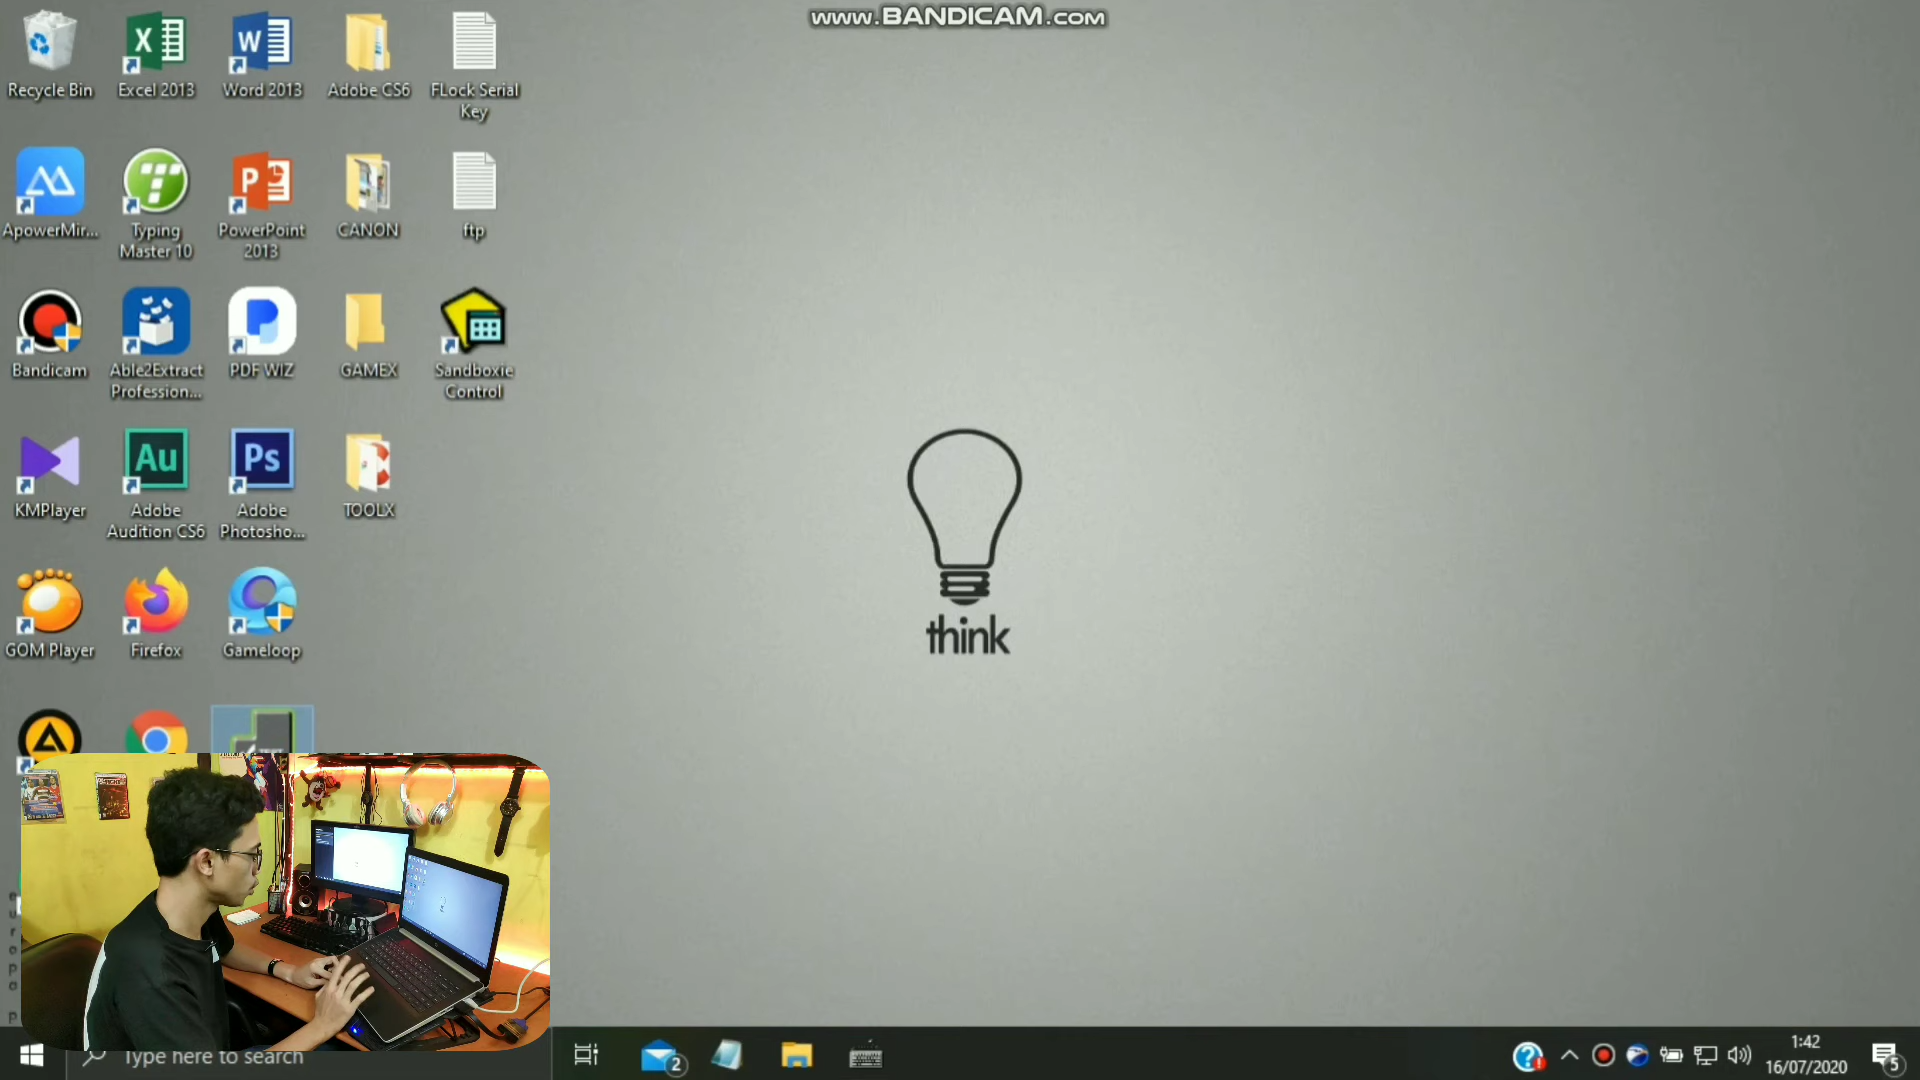 www.BANDICAM.com
Recycle Bin
Excel 2013
Word 2013
Adobe CS6
FLock Serial
Key
ApowerMir...
Typing
Master 10
PowerPoint
2013
CANON
ftp
Bandicam
Able2Extract
Profession...
PDF WIZ
GAMEX
Sandboxie
Control
KMPlayer
Adobe
Audition CS6
Adobe
Photosho...
TOOLX
GOM Player
Firefox
Gameloop
think
Type here to search
2
1:42
16/07/2020
5